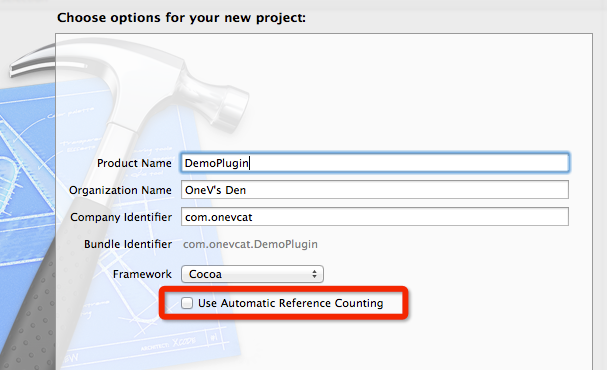 Choose options for your new project:
Product Name DemoPlugin
Organization Name OneV's Den
Company Identifier com.onevcat
Bundle Identifier com.onevcat.DemoPlugin
Framework Cocoa
Use Automatic Reference Counting